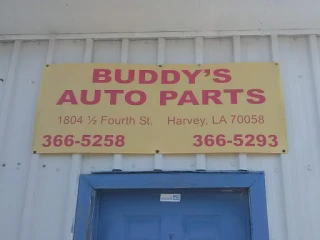 BUDDY'S
AUTO PARTS
1804 ½ Fourth St. Harvey, LA 70058
366-5258 366-5293